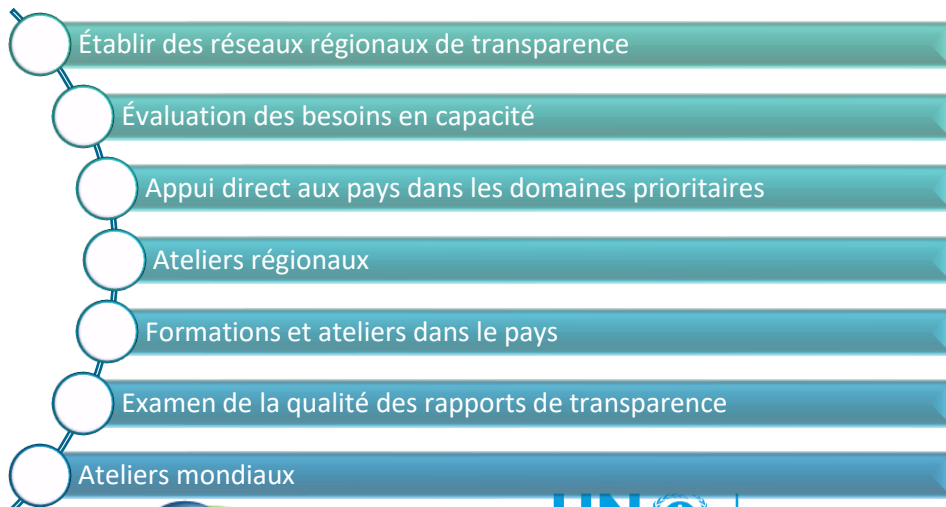 Établir des réseaux régionaux de transparence
Évaluation des besoins en capacité
Appui direct aux pays dans les domaines prioritaires
Ateliers régionaux
Formations et ateliers dans le pays
Examen de la qualité des rapports de transparence
Ateliers mondiaux
UN